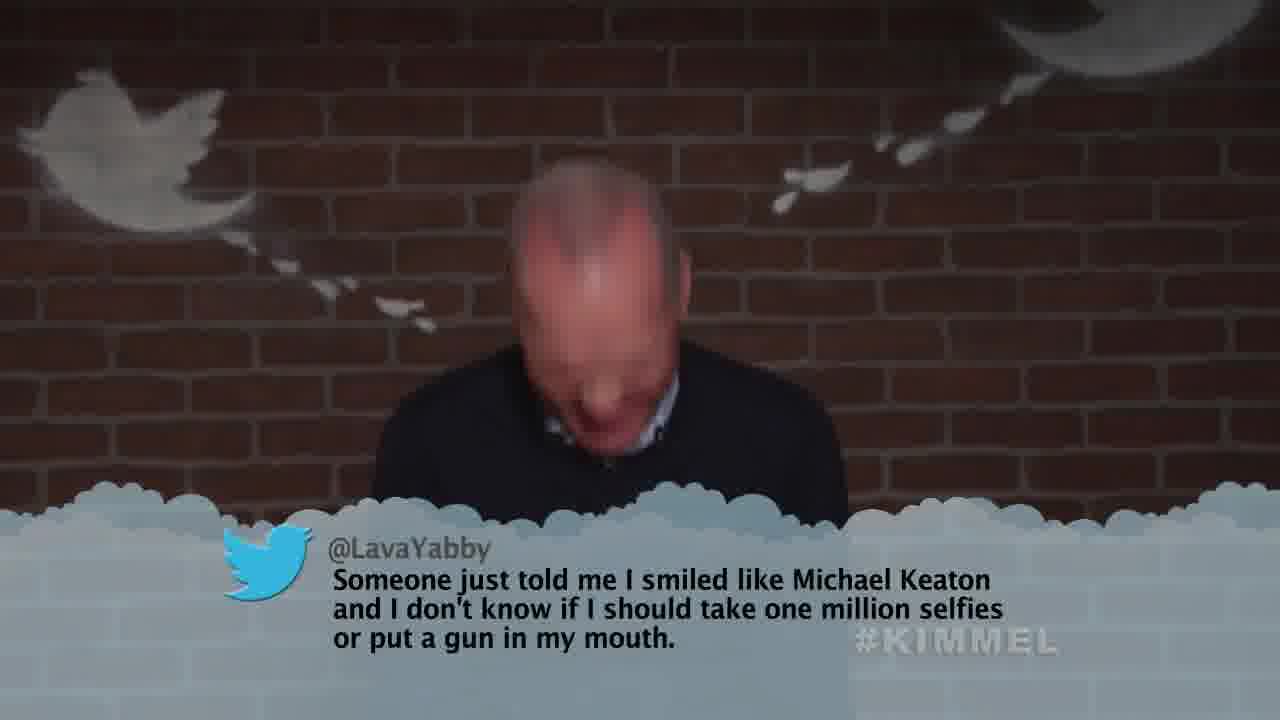 @LavaYabby
Someone just told me I smiled like Michael Keaton
and I don't know if I should take one million selfies
or put a gun in my mouth.
#KIMMEL